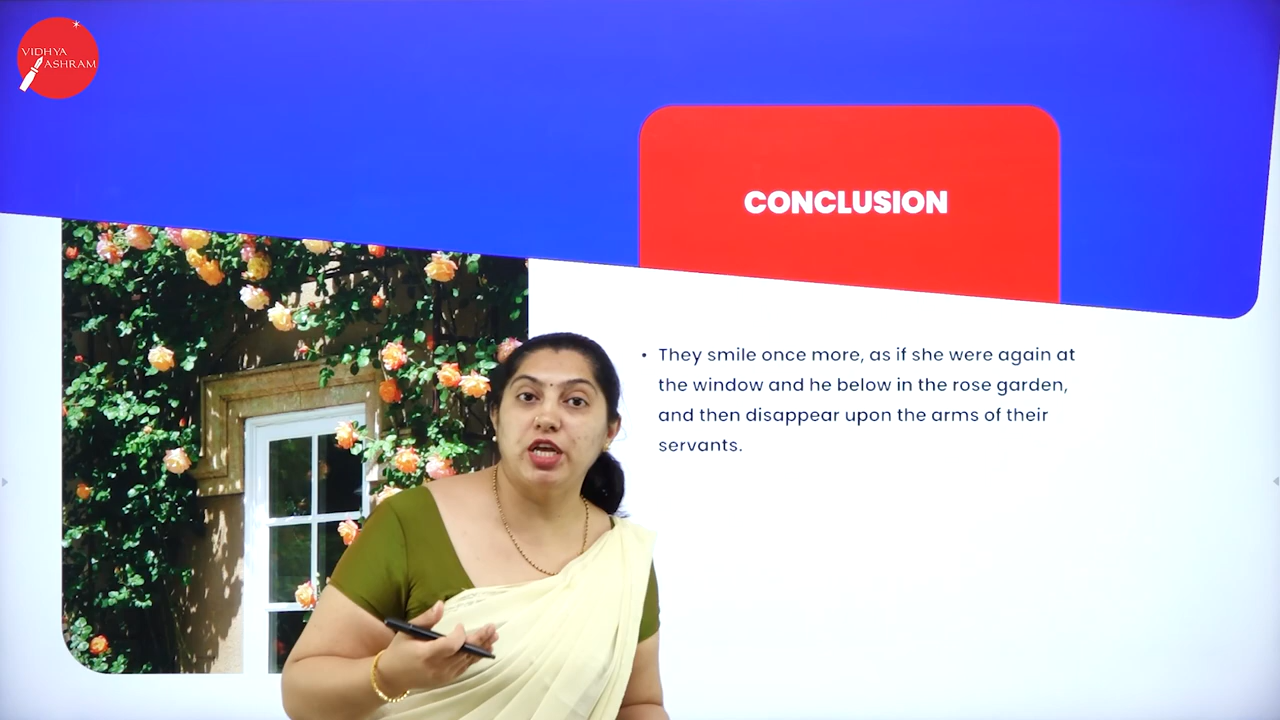 VIDHYA
ASHRAM
CONCLUSION
• They smile once more, as if she were again at
the window and he below in the rose garden,
and then disappear upon the arms of their
servants.